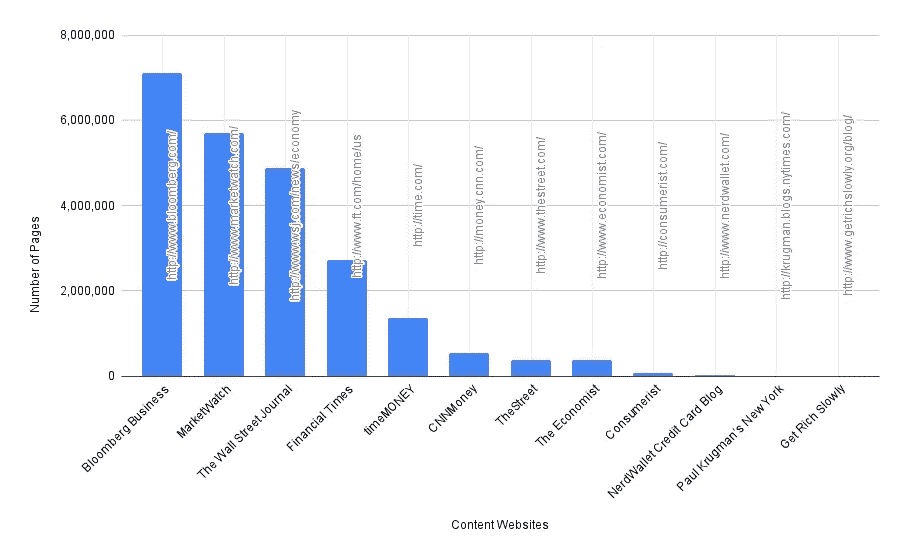 8,000,000
6,000,000
4,000,000
2,000,000
0
Number of Pages
http://www.bloomberg.com/
http://www.marketwatch.com/
http://www.wsj.com/news/economy
http://www.ft.com/home/us
http://time.com/
http://money.cnn.com/
http://www.thestreet.com/
http://www.economist.com/
http://consumerist.com/
http://www.nerdwallet.com/
http://krugman.blogs.nytimes.com/
http://www.getrichslowly.org/blog/
Bloomberg Business
MarketWatch
The Wall Street Journal
Financial Times
timeMONEY
CNNMoney
TheStreet
The Economist
Consumerist
NerdWallet Credit Card Blog
Paul Krugman's New York
Get Rich Slowly
Content Websites